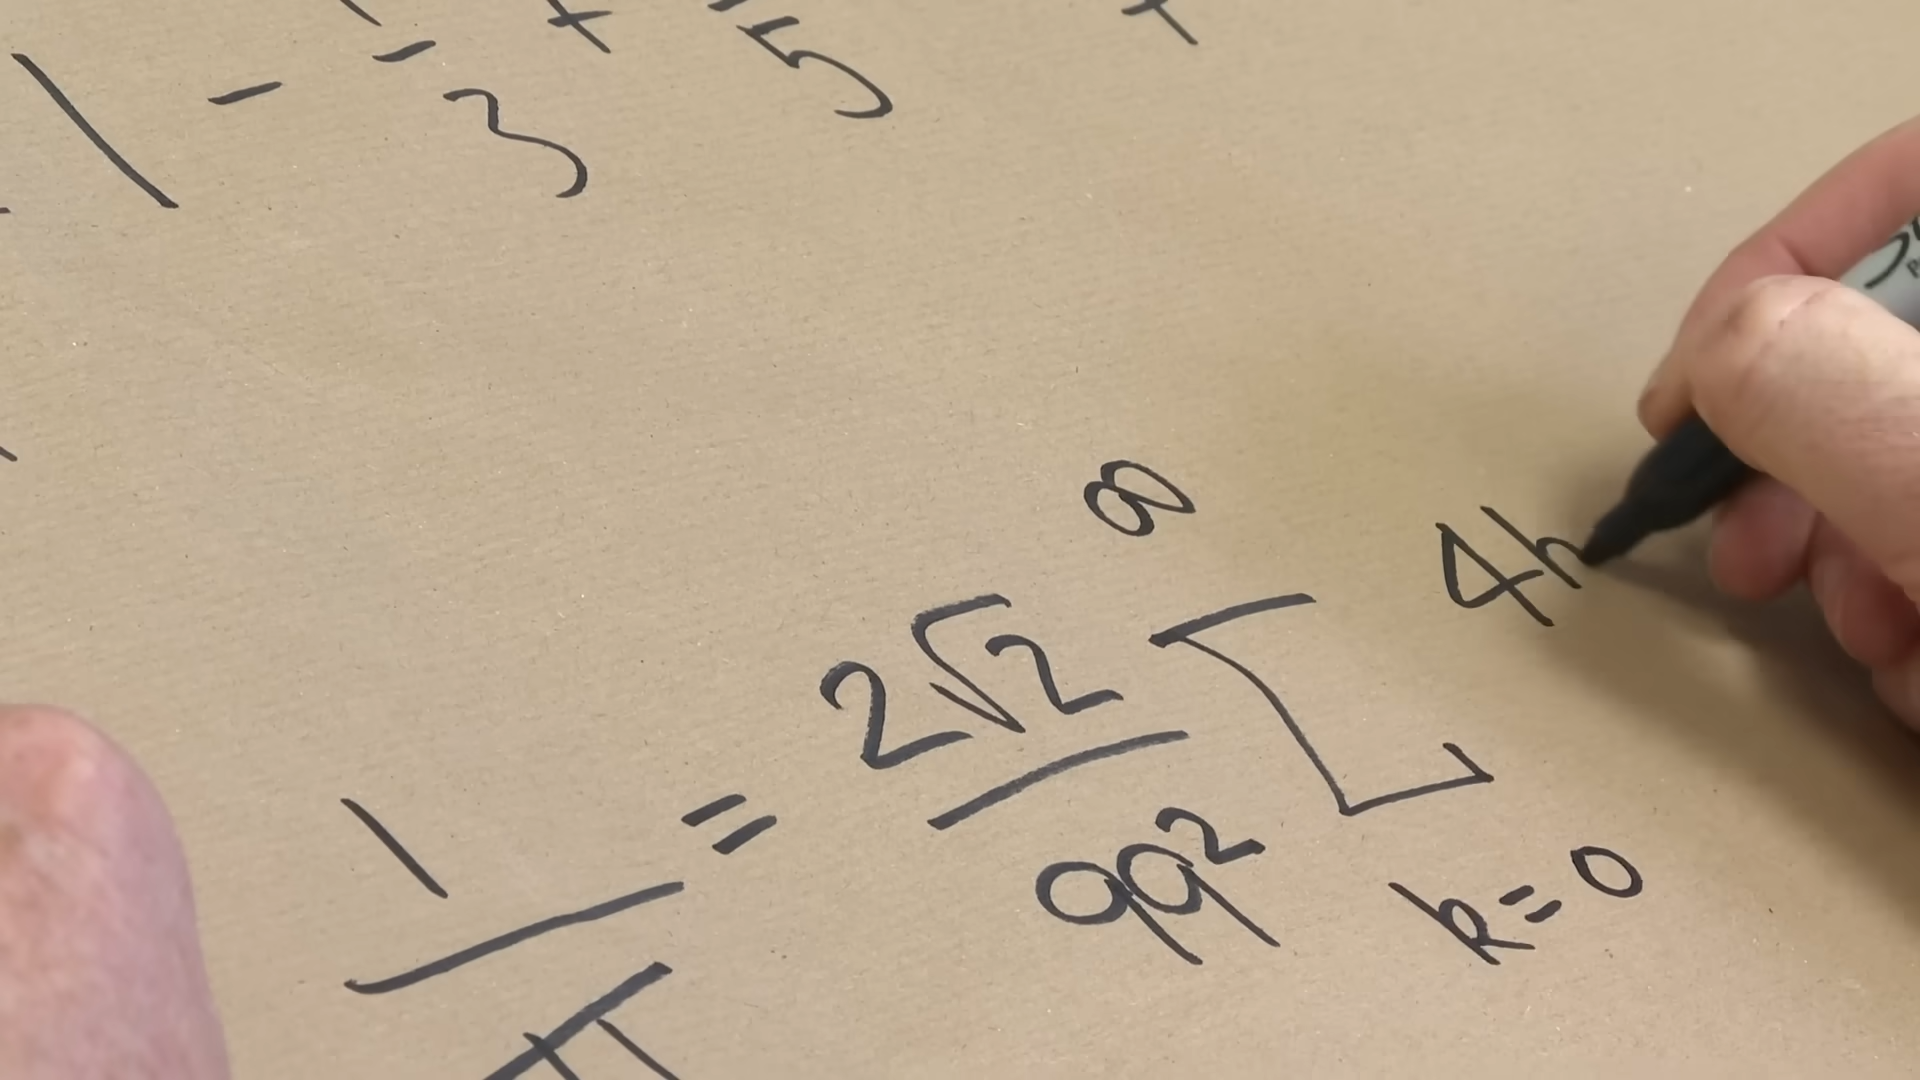 1 - 1/3 + 1/5
1/π = 2√2/99² ∑ 4k
∞
k=0